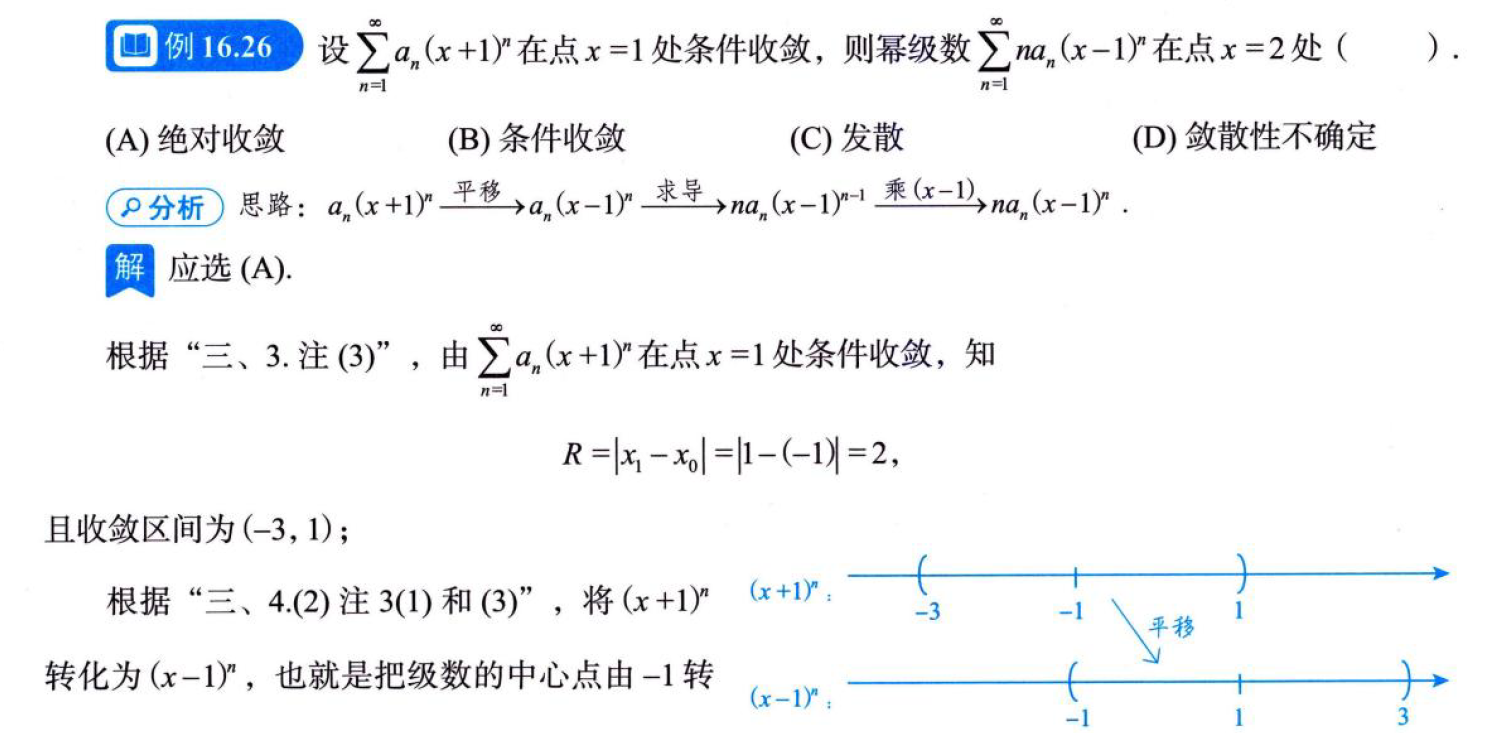 例 16.26 设 $\sum_{n=1}^{\infty} a_n(x+1)^n$ 在点 x=1 处条件收敛，则幂级数 $\sum_{n=1}^{\infty} na_n(x-1)^n$ 在点 x=2 处（ ）.
(A) 绝对收敛 (B) 条件收敛 (C) 发散 (D) 敛散性不确定
分析 思路：$a_n(x+1)^n \xrightarrow{平移} a_n(x-1)^n \xrightarrow{求导} na_n(x-1)^{n-1} \xrightarrow{乘(x-1)} na_n(x-1)^n$.
解 应选 (A).
根据“三、3. 注 (3)”，由 $\sum_{n=1}^{\infty} a_n(x+1)^n$ 在点 x=1 处条件收敛，知
$R=|x_1-x_0|=|1-(-1)|=2$,
且收敛区间为 (-3, 1)；
根据“三、4.(2) 注 3(1) 和 (3)”，将 $(x+1)^n$
转化为 $(x-1)^n$，也就是把级数的中心点由 -1 转
$(x+1)^n$:
-3 -1 1
平移
$(x-1)^n$:
-1 1 3